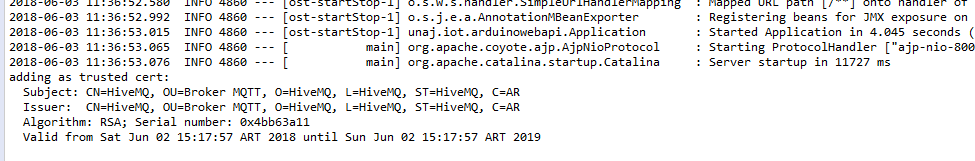 2018-06-03 11:36:52.580  INFO 4860 --- [ost-startStop-1] o.s.w.s.handler.SimpleUrlHandlerMapping  : Mapped URL path [/**] onto handler of
2018-06-03 11:36:52.992  INFO 4860 --- [ost-startStop-1] o.s.j.e.a.AnnotationMBeanExporter        : Registering beans for JMX exposure on
2018-06-03 11:36:53.015  INFO 4860 --- [ost-startStop-1] unaj.iot.arduinowebapi.Application       : Started Application in 4.045 seconds (
2018-06-03 11:36:53.065  INFO 4860 --- [           main] org.apache.coyote.ajp.AjpNioProtocol     : Starting ProtocolHandler ["ajp-nio-800
2018-06-03 11:36:53.076  INFO 4860 --- [           main] org.apache.catalina.startup.Catalina     : Server startup in 11727 ms
adding as trusted cert:
  Subject: CN=HiveMQ, OU=Broker MQTT, O=HiveMQ, L=HiveMQ, ST=HiveMQ, C=AR
  Issuer:  CN=HiveMQ, OU=Broker MQTT, O=HiveMQ, L=HiveMQ, ST=HiveMQ, C=AR
  Algorithm: RSA; Serial number: 0x4bb63a11
  Valid from Sat Jun 02 15:17:57 ART 2018 until Sun Jun 02 15:17:57 ART 2019